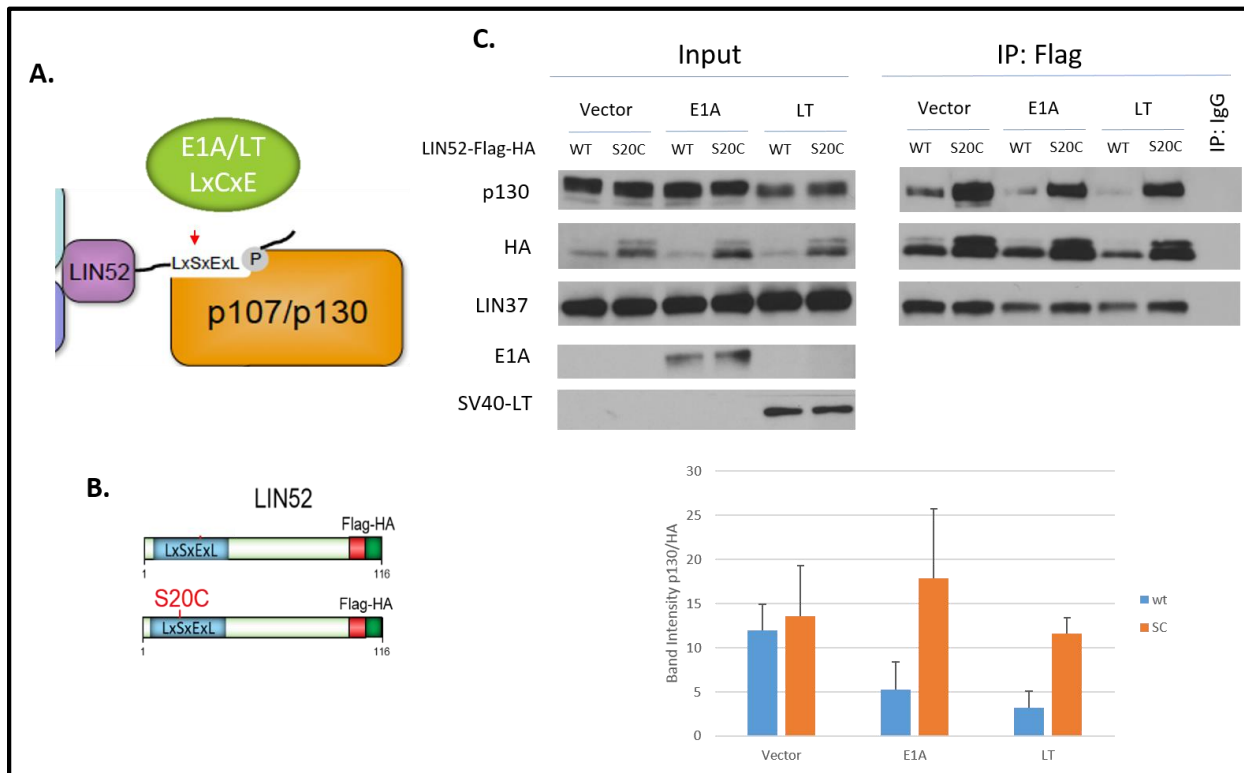 A.
E1A/LT
LxCxE
LIN52
LxSxExL
P
p107/p130
B.
LIN52
Flag-HA
LxSxExL
1
116
S20C
Flag-HA
LxSxExL
1
116
C.
Input
IP: Flag
Vector
E1A
LT
Vector
E1A
LT
IP: IgG
LIN52-Flag-HA
WT
S20C
WT
S20C
WT
S20C
WT
S20C
WT
S20C
WT
S20C
p130
HA
LIN37
E1A
SV40-LT
Band Intensity p130/HA
30
25
20
15
10
5
0
Vector
E1A
LT
wt
SC